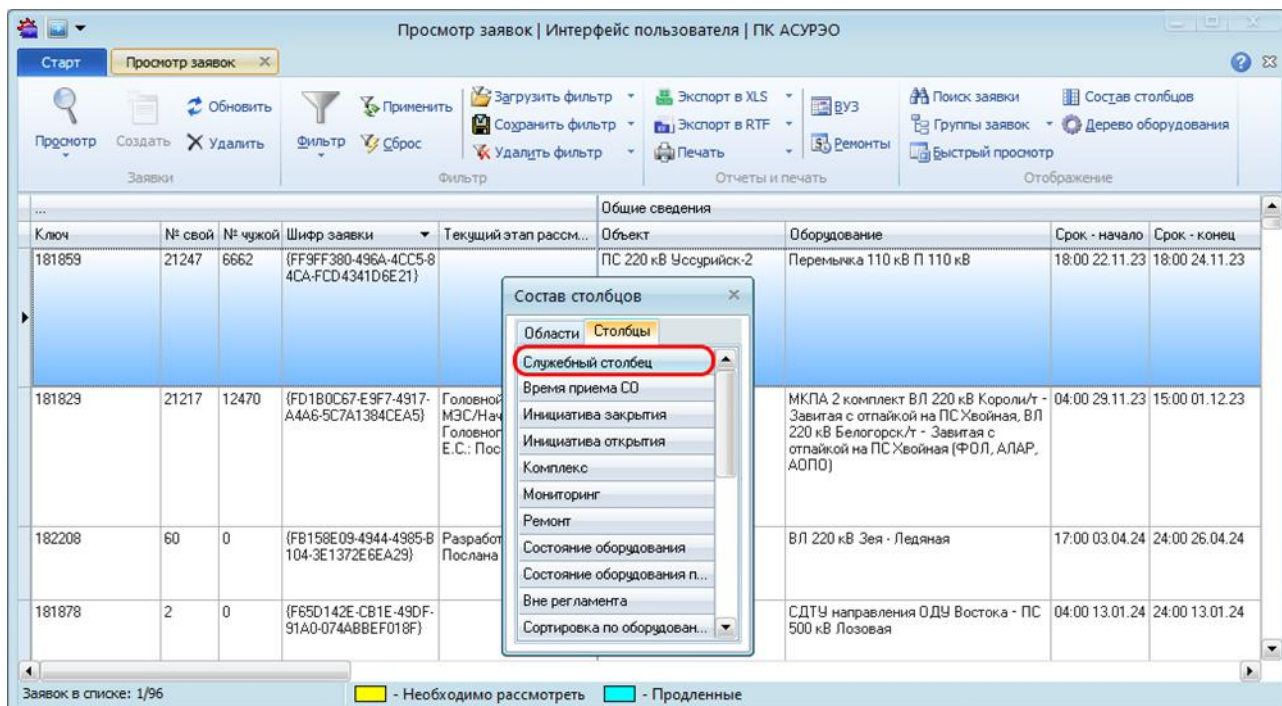 Просмотр заявок | Интерфейс пользователя | ПК АСУРЭО
Старт Просмотр заявок
Просмотр Создать Обновить Удалить
Заявки
Фильтр Применить Сброс Загрузить фильтр Сохранить фильтр Удалить фильтр
Фильтр
Экспорт в XLS Экспорт в RTF Печать ВУЗ Ремонты
Отчеты и печать
Поиск заявки Группы заявок Быстрый просмотр Состав столбцов Дерево оборудования
Отображение
... Общие сведения
Ключ № свой № чужой Шифр заявки Текущий этап рассм... Объект Оборудование Срок - начало Срок - конец
181859 21247 6662 {FF9FF380-496A-4CC5-8 ПС 220 кВ Уссурийск-2 Перемычка 110 кВ П 110 кВ 18:00 22.11.23 18:00 24.11.23
4CA-FCD4341D6E21}
181829 21217 12470 {FD1B0C67-E9F7-4917- Головной МКПА 2 комплект ВЛ 220 кВ Короли/т - 04:00 29.11.23 15:00 01.12.23
A4A6-5C7A1384CEA5} МЭС/Нач Завитая с отпайкой на ПС Хвойная, ВЛ
Головног 220 кВ Белогорск/т - Завитая с
Е.С.: Пос отпайкой на ПС Хвойная (ФОЛ, АЛАР,
АОПО)
182208 60 0 {FB158E09-4944-4985-B Разработ ВЛ 220 кВ Зея - Ледяная 17:00 03.04.24 24:00 26.04.24
104-3E1372E6EA29} Послана
181878 2 0 {F65D142E-CB1E-49DF- СДТУ направления ОДУ Востока - ПС 04:00 13.01.24 24:00 13.01.24
91A0-074ABBEF018F} 500 кВ Лозовая
Состав столбцов
Области Столбцы
Служебный столбец
Время приема СО
Инициатива закрытия
Инициатива открытия
Комплекс
Мониторинг
Ремонт
Состояние оборудования
Состояние оборудования п...
Вне регламента
Сортировка по оборудован...
Заявок в списке: 1/96 - Необходимо рассмотреть - Продленные